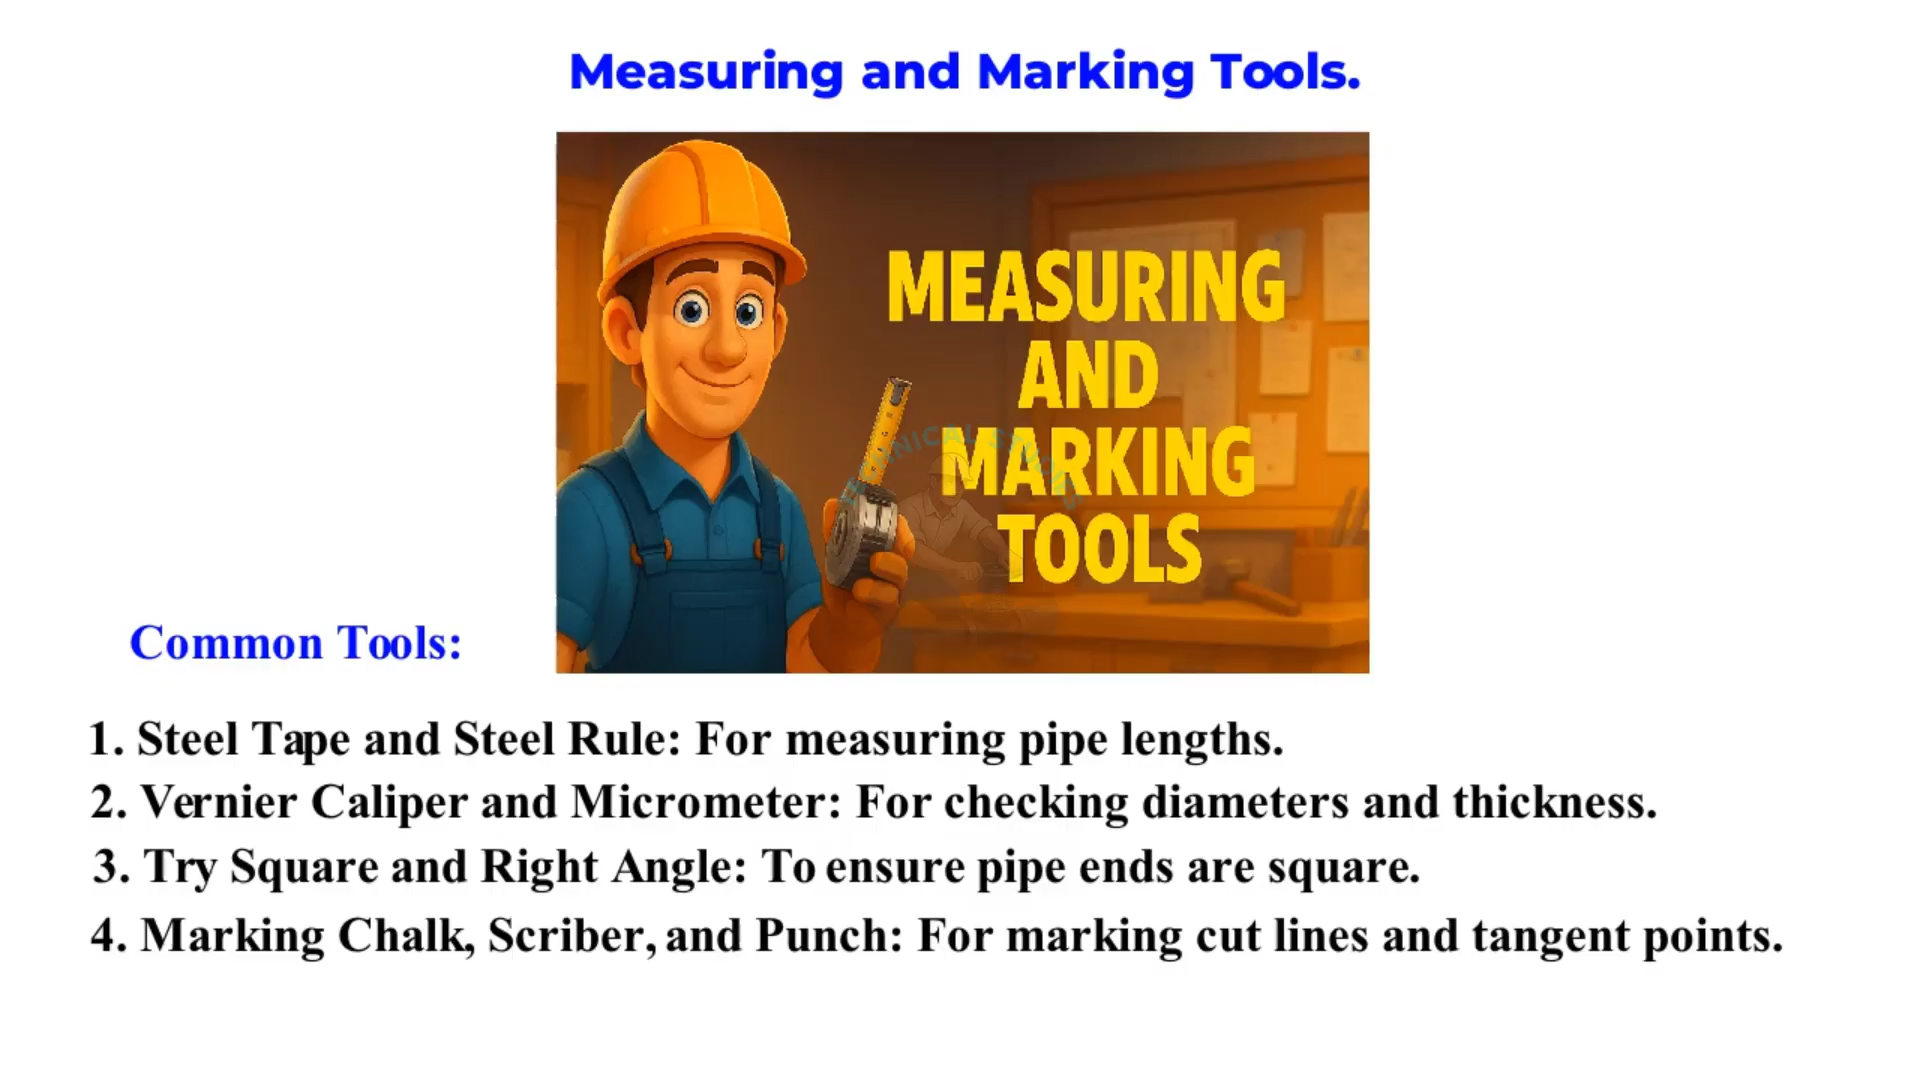 Measuring and Marking Tools.
MEASURING
AND
MARKING
TOOLS
TECHNICAL STUDIES
Common Tools:
1. Steel Tape and Steel Rule: For measuring pipe lengths.
2. Vernier Caliper and Micrometer: For checking diameters and thickness.
3. Try Square and Right Angle: To ensure pipe ends are square.
4. Marking Chalk, Scriber, and Punch: For marking cut lines and tangent points.